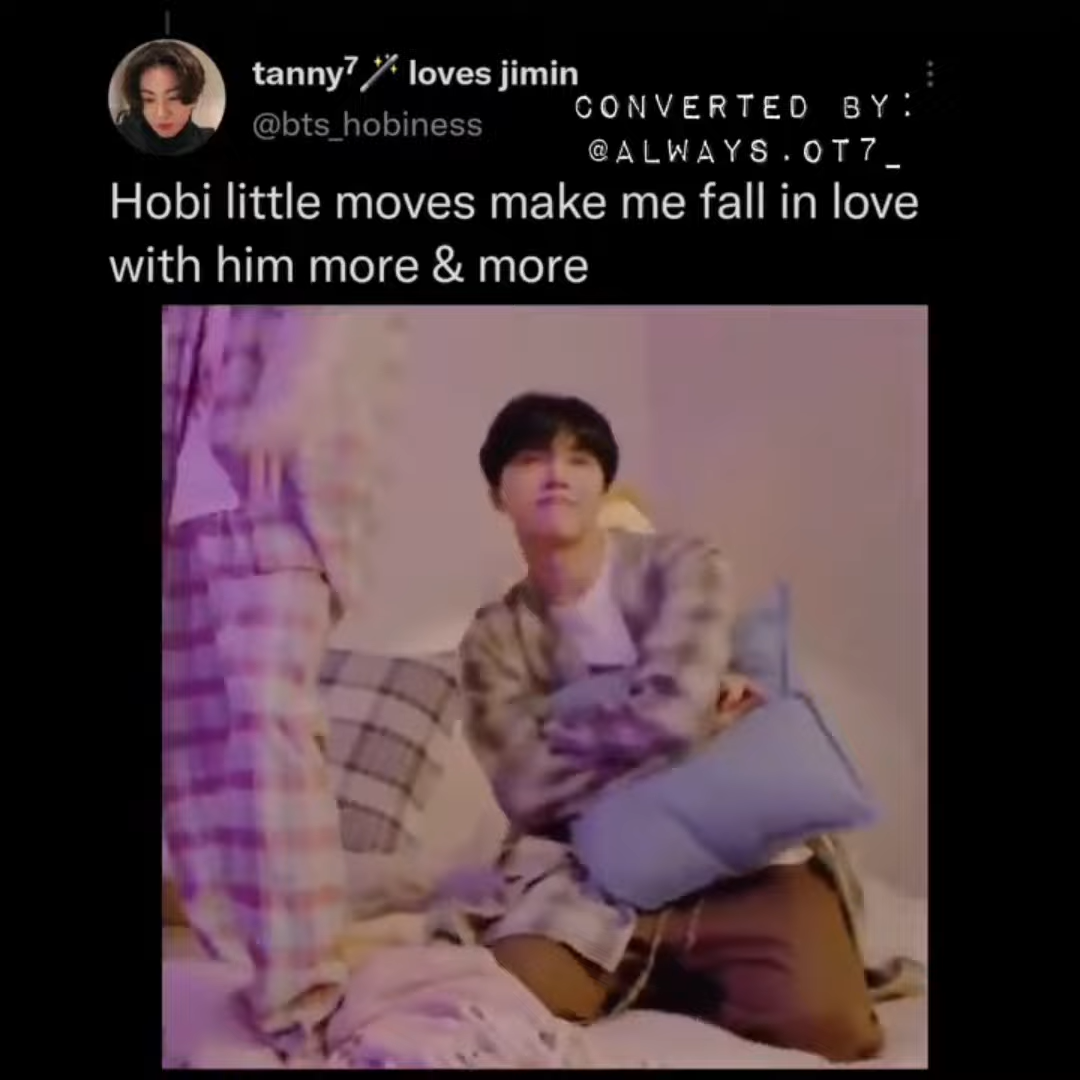 tanny⁷🪄 loves jimin
@bts_hobiness
CONVERTED BY:
@ALWAYS.OT7_
Hobi little moves make me fall in love
with him more & more